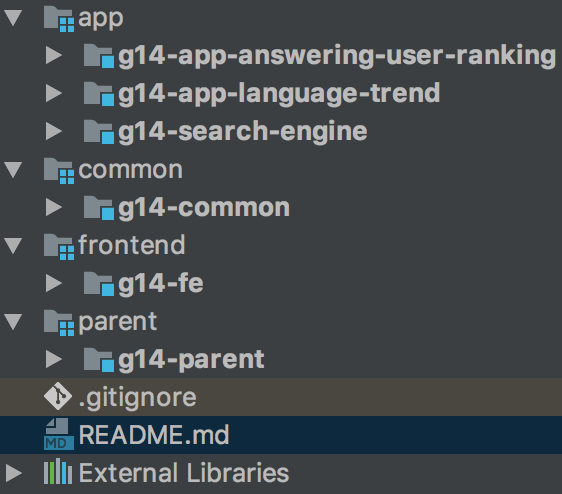 app
g14-app-answering-user-ranking
g14-app-language-trend
g14-search-engine
common
g14-common
frontend
g14-fe
parent
g14-parent
.gitignore
MD README.md
External Libraries